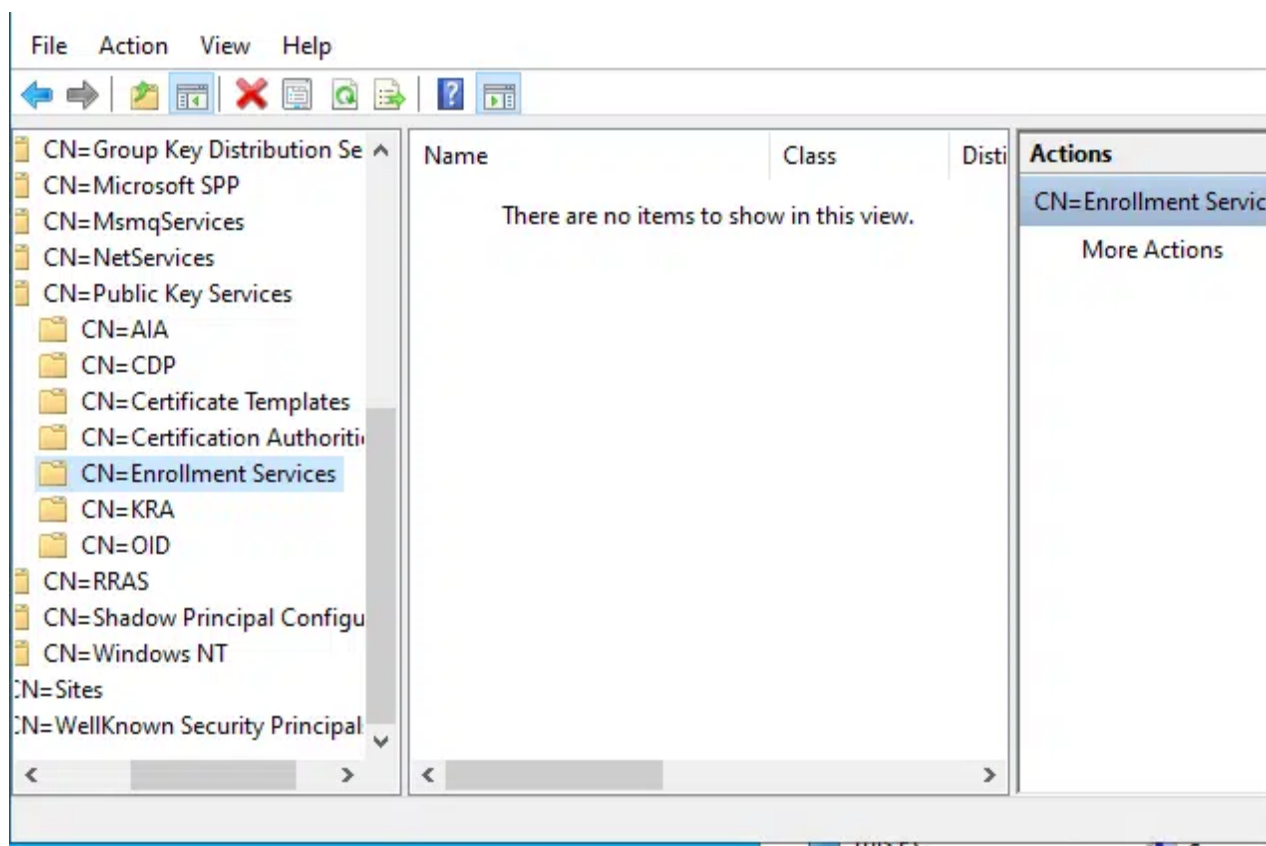 File Action View Help
CN=Group Key Distribution Se
CN=Microsoft SPP
CN=MsmqServices
CN=NetServices
CN=Public Key Services
CN=AIA
CN=CDP
CN=Certificate Templates
CN=Certification Authoriti
CN=Enrollment Services
CN=KRA
CN=OID
CN=RRAS
CN=Shadow Principal Configu
CN=Windows NT
CN=Sites
CN=WellKnown Security Principal
Name Class Disti
There are no items to show in this view.
Actions
CN=Enrollment Servic
More Actions